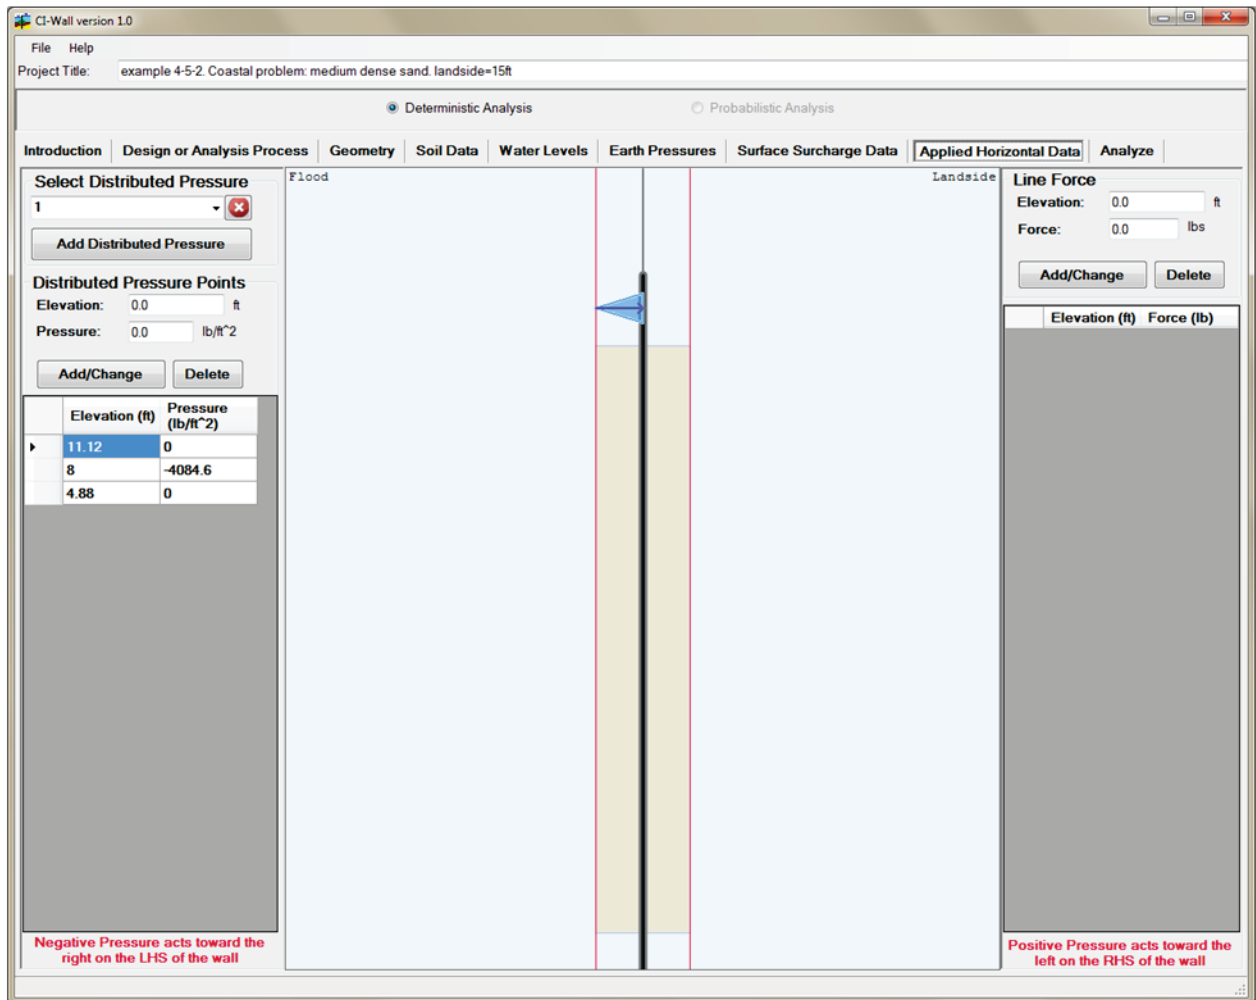 CI-Wall version 1.0
File Help
Project Title: example 4-5-2. Coastal problem: medium dense sand. landside=15ft
Deterministic Analysis Probabilistic Analysis
Introduction Design or Analysis Process Geometry Soil Data Water Levels Earth Pressures Surface Surcharge Data Applied Horizontal Data Analyze
Select Distributed Pressure
1
Add Distributed Pressure
Distributed Pressure Points
Elevation: 0.0 ft
Pressure: 0.0 lb/ft^2
Add/Change Delete
Elevation (ft) Pressure
(lb/ft^2)
11.12 0
8 -4084.6
4.88 0
Negative Pressure acts toward the
right on the LHS of the wall
Flood Landside
Line Force
Elevation: 0.0 ft
Force: 0.0 lbs
Add/Change Delete
Elevation (ft) Force (lb)
Positive Pressure acts toward the
left on the RHS of the wall